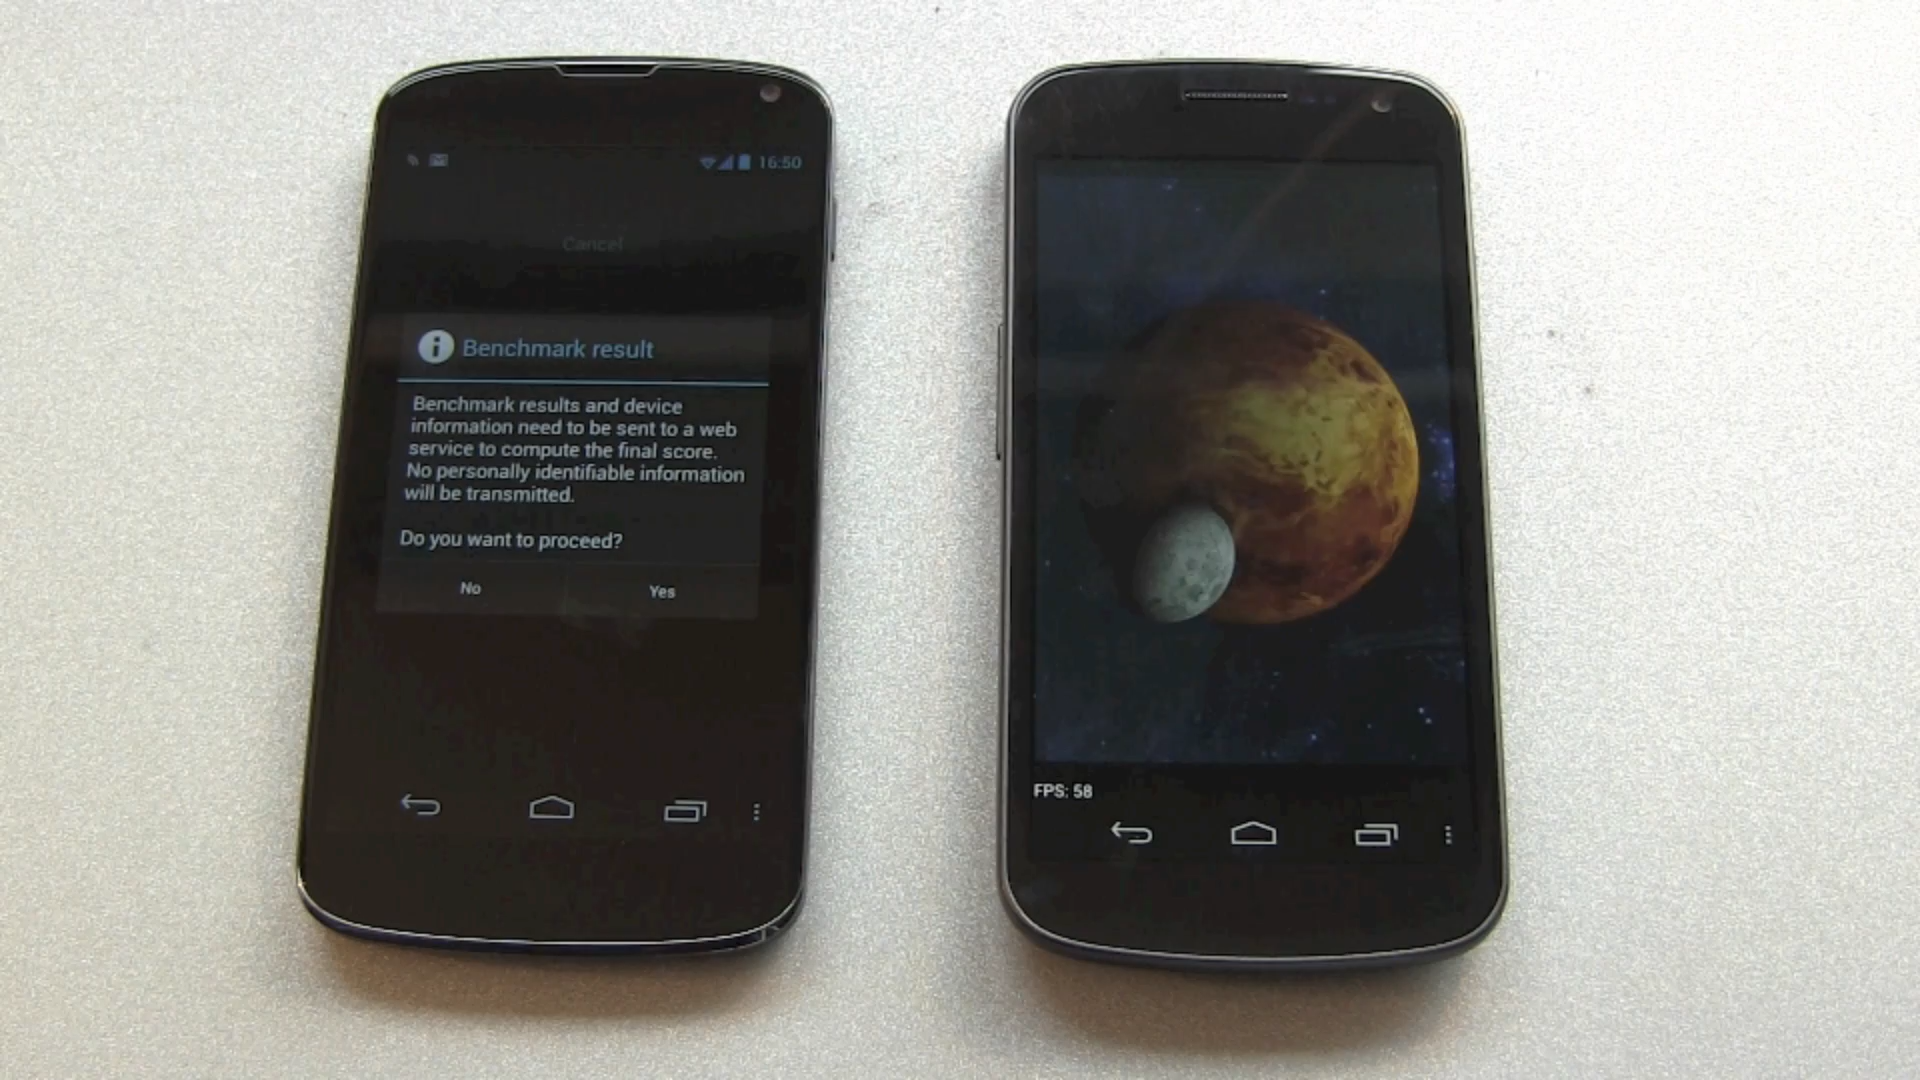 16:50
Cancel
Benchmark result
Benchmark results and device
information need to be sent to a web
service to compute the final score.
No personally identifiable information
will be transmitted.
Do you want to proceed?
No
Yes
FPS: 58